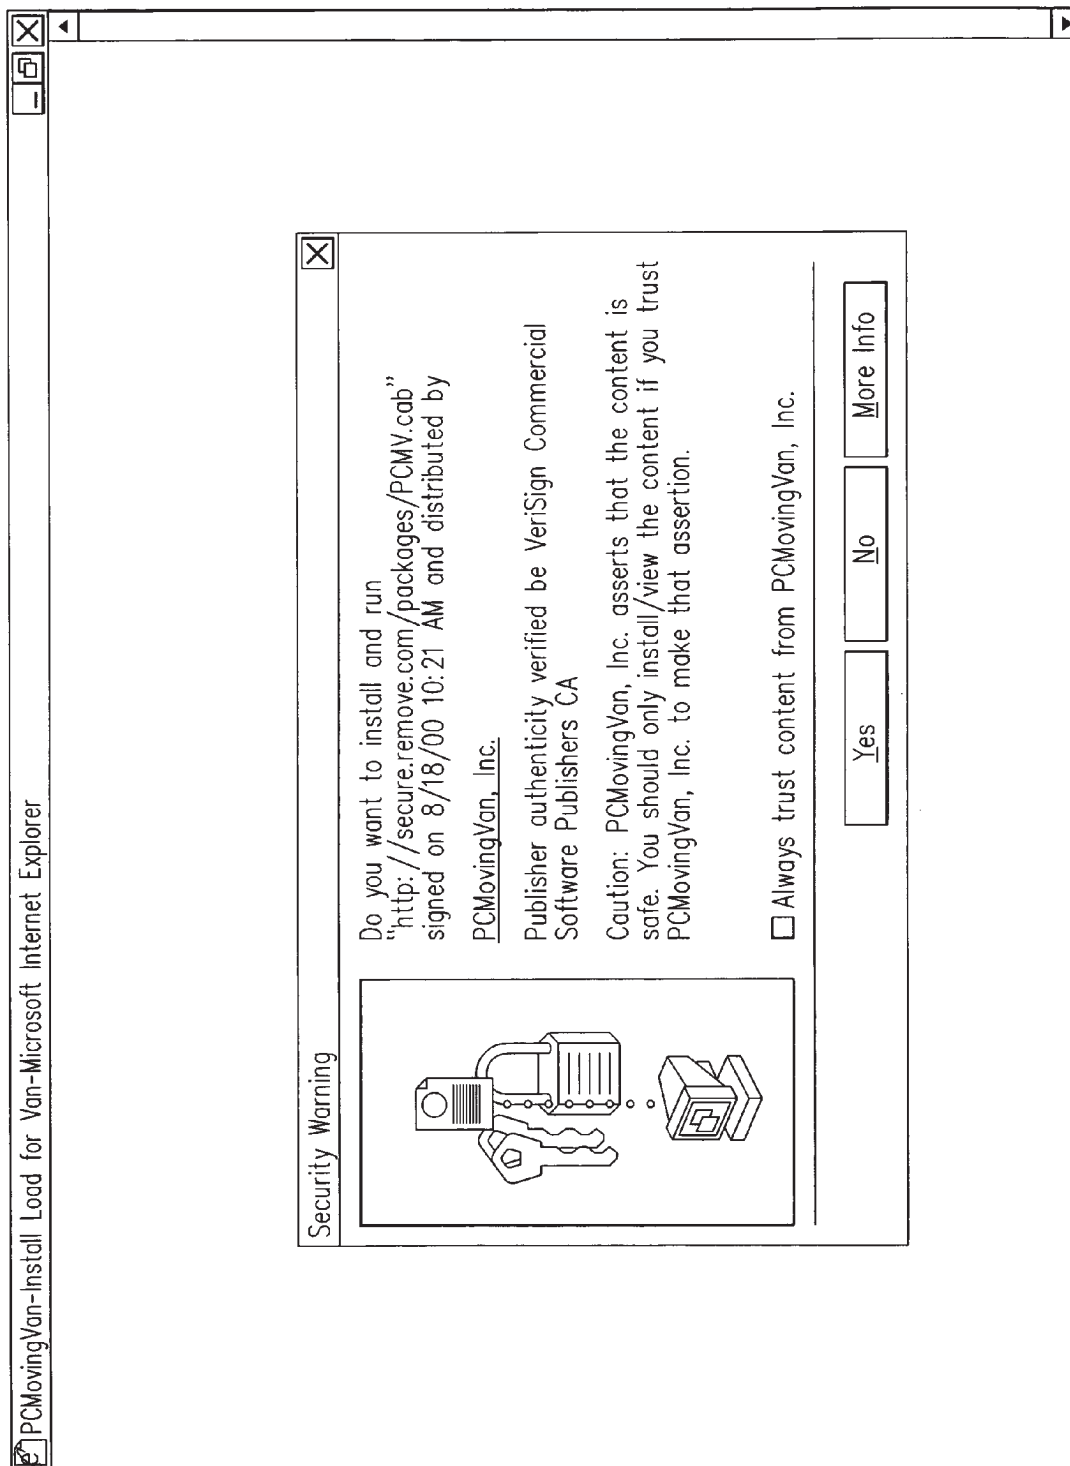 PCMovingVan-Install Load for Van-Microsoft Internet Explorer
Security Warning
Do you want to install and run
“http://secure.remove.com/packages/PCMV.cab”
signed on 8/18/00 10:21 AM and distributed by
PCMovingVan, Inc.
Publisher authenticity verified be VeriSign Commercial
Software Publishers CA
Caution: PCMovingVan, Inc. asserts that the content is
safe. You should only install/view the content if you trust
PCMovingVan, Inc. to make that assertion.
Always trust content from PCMovingVan, Inc.
Yes
No
More Info